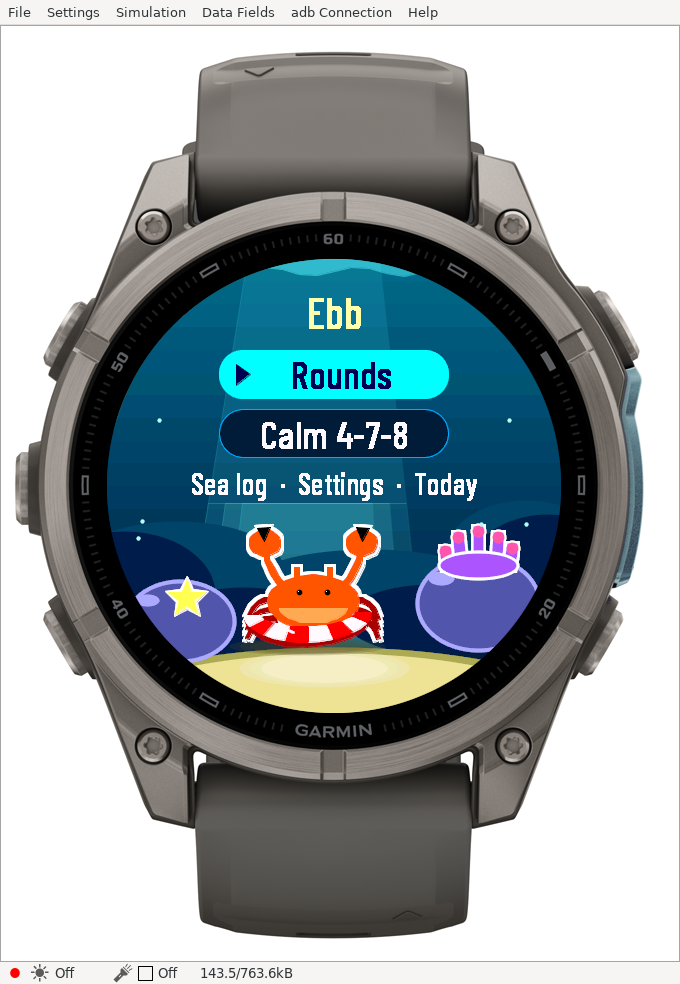 File Settings Simulation Data Fields adb Connection Help
60
Ebb
50
Rounds
Calm 4-7-8
Sea log · Settings · Today
40 20
GARMIN
Off Off 143.5/763.6kB